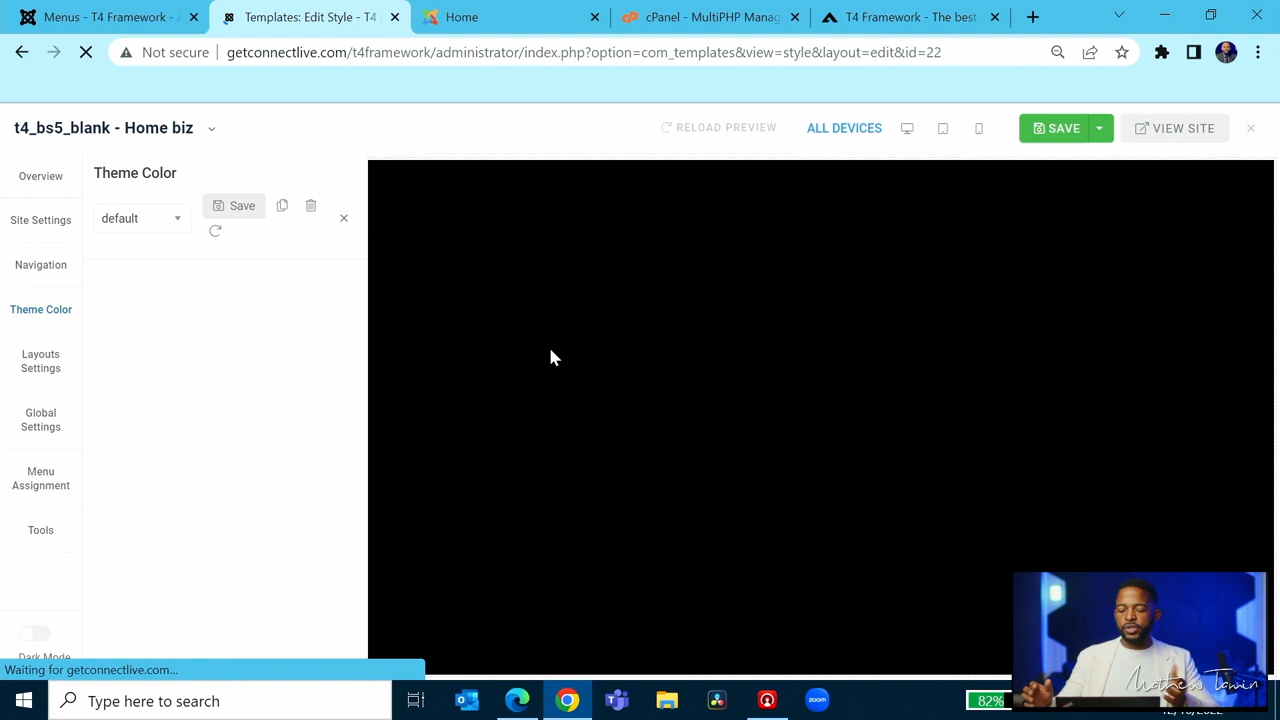 Menus - T4 Framework - A
Templates: Edit Style - T4
Home
cPanel - MultiPHP Manag
T4 Framework - The best
Not secure
getconnectlive.com/t4framework/administrator/index.php?option=com_templates&view=style&layout=edit&id=22
t4_bs5_blank - Home biz
RELOAD PREVIEW
ALL DEVICES
SAVE
VIEW SITE
Overview
Site Settings
Navigation
Theme Color
Layouts
Settings
Global
Settings
Menu
Assignment
Tools
Dark Mode
Theme Color
default
Save
Waiting for getconnectlive.com...
Type here to search
zoom
82%
Mathew Tamin